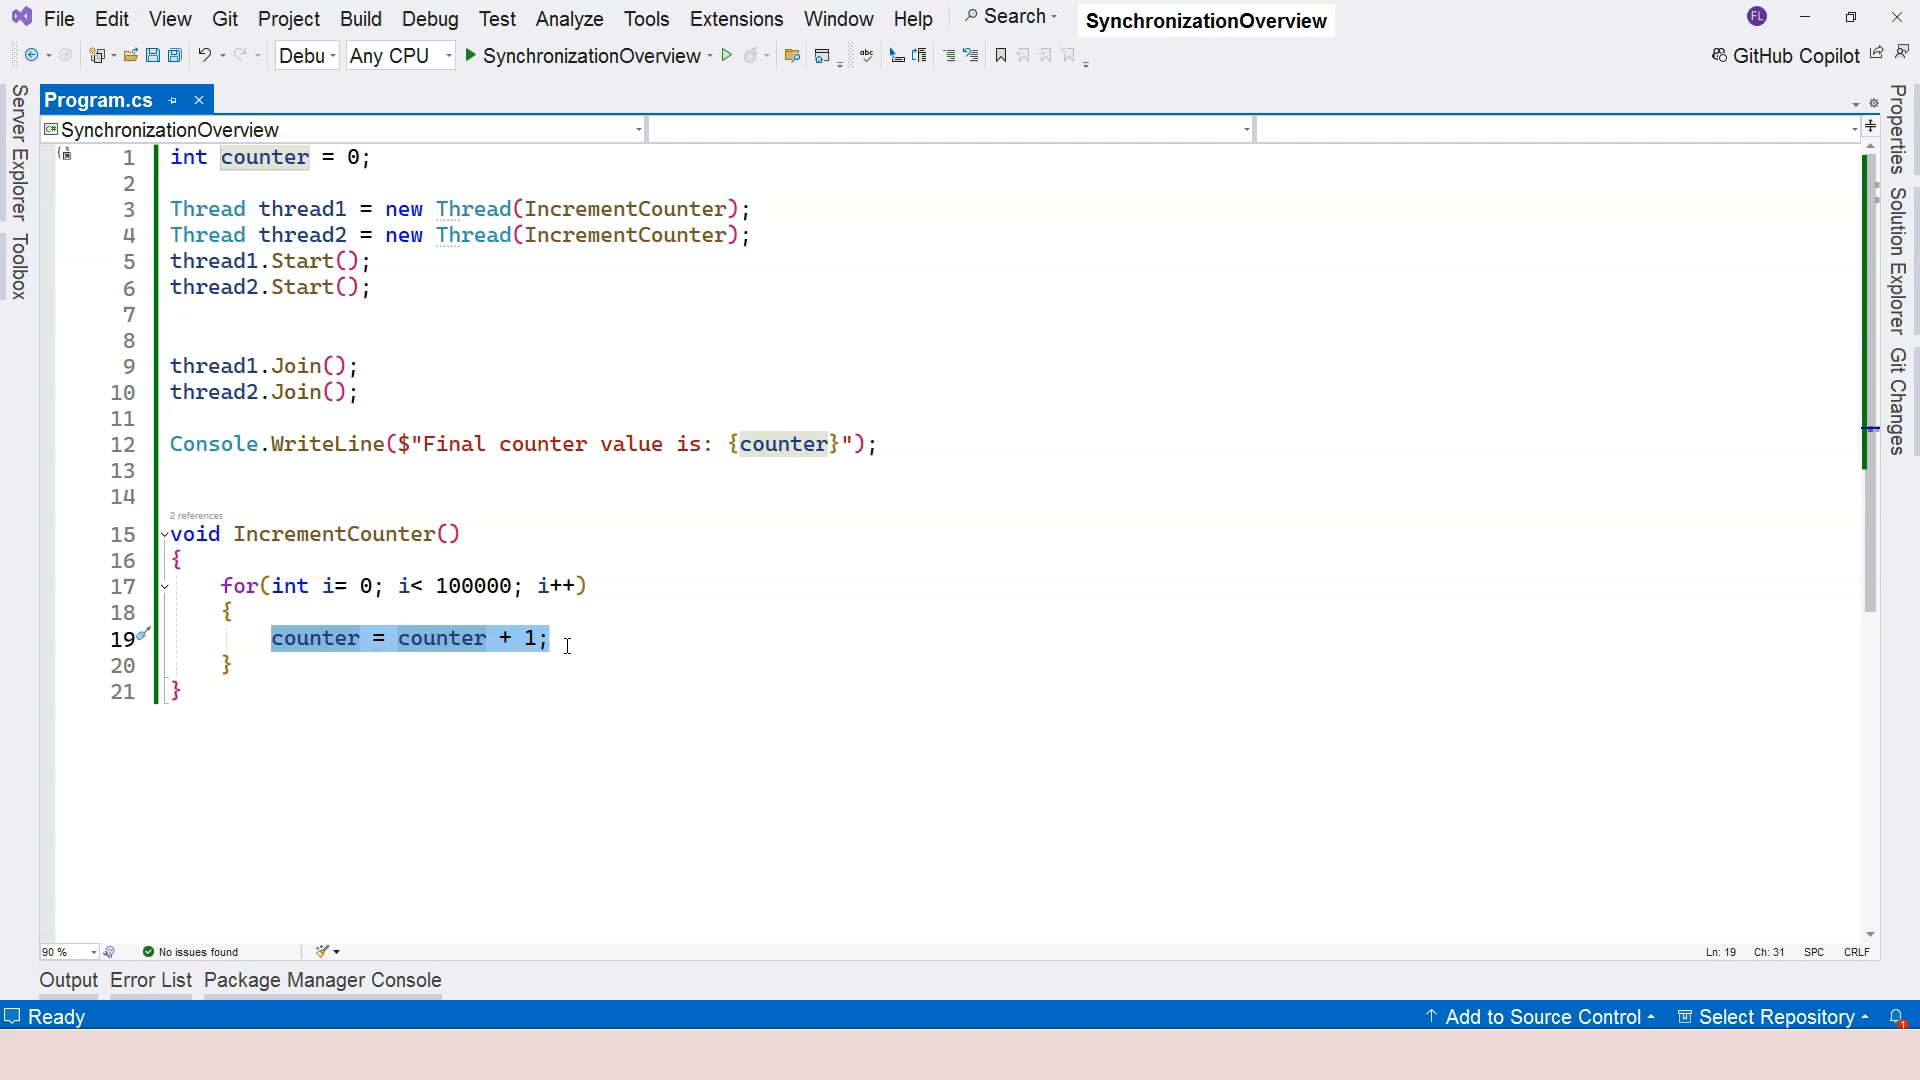 File Edit View Git Project Build Debug Test Analyze Tools Extensions Window Help Search SynchronizationOverview FL
Debu Any CPU SynchronizationOverview abc GitHub Copilot
Program.cs
C# SynchronizationOverview
1 int counter = 0;
2
3 Thread thread1 = new Thread(IncrementCounter);
4 Thread thread2 = new Thread(IncrementCounter);
5 thread1.Start();
6 thread2.Start();
7
8
9 thread1.Join();
10 thread2.Join();
11
12 Console.WriteLine($"Final counter value is: {counter}");
13
14
2 references
15 void IncrementCounter()
16 {
17 for(int i= 0; i< 100000; i++)
18 {
19 counter = counter + 1;
20 }
21 }
Server Explorer
Toolbox
Properties
Solution Explorer
Git Changes
90 % No issues found Ln: 19 Ch: 31 SPC CRLF
Output Error List Package Manager Console
Ready Add to Source Control Select Repository 1